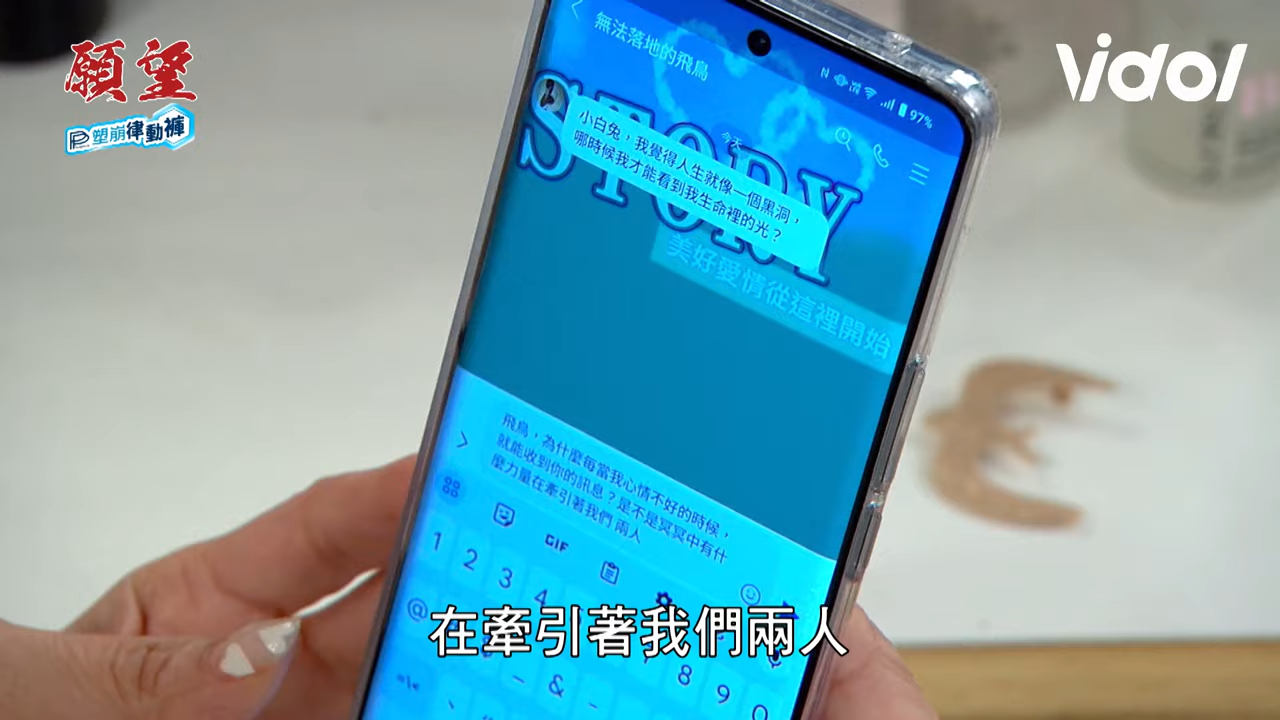 願望
塑崩律動褲
Vidol
無法落地的飛鳥
97%
今天
STORY
小白兔，我覺得人生就像一個黑洞，
哪時候我才能看到我生命裡的光？
美好愛情從這裡開始
飛鳥，為什麼每當我心情不好的時候，
就能收到你的訊息？是不是冥冥中有什
麼力量在牽引著我們 兩人
GIF
1 2 3 4 8 9 0
@ & -
在牽引著我們兩人